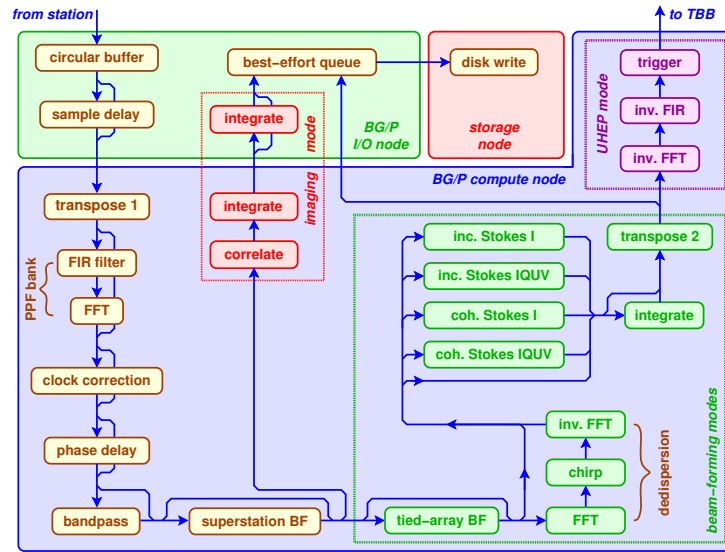 from station
to TBB
circular buffer
best−effort queue
disk write
trigger
sample delay
integrate
mode
BG/P
I/O node
storage
node
inv. FIR
UHEP mode
inv. FFT
BG/P compute node
transpose 1
integrate
imaging
correlate
inc. Stokes I
transpose 2
FIR filter
PPF bank
FFT
inc. Stokes IQUV
coh. Stokes I
integrate
coh. Stokes IQUV
clock correction
phase delay
inv. FFT
chirp
dedispersion
beam−forming modes
bandpass
superstation BF
tied−array BF
FFT